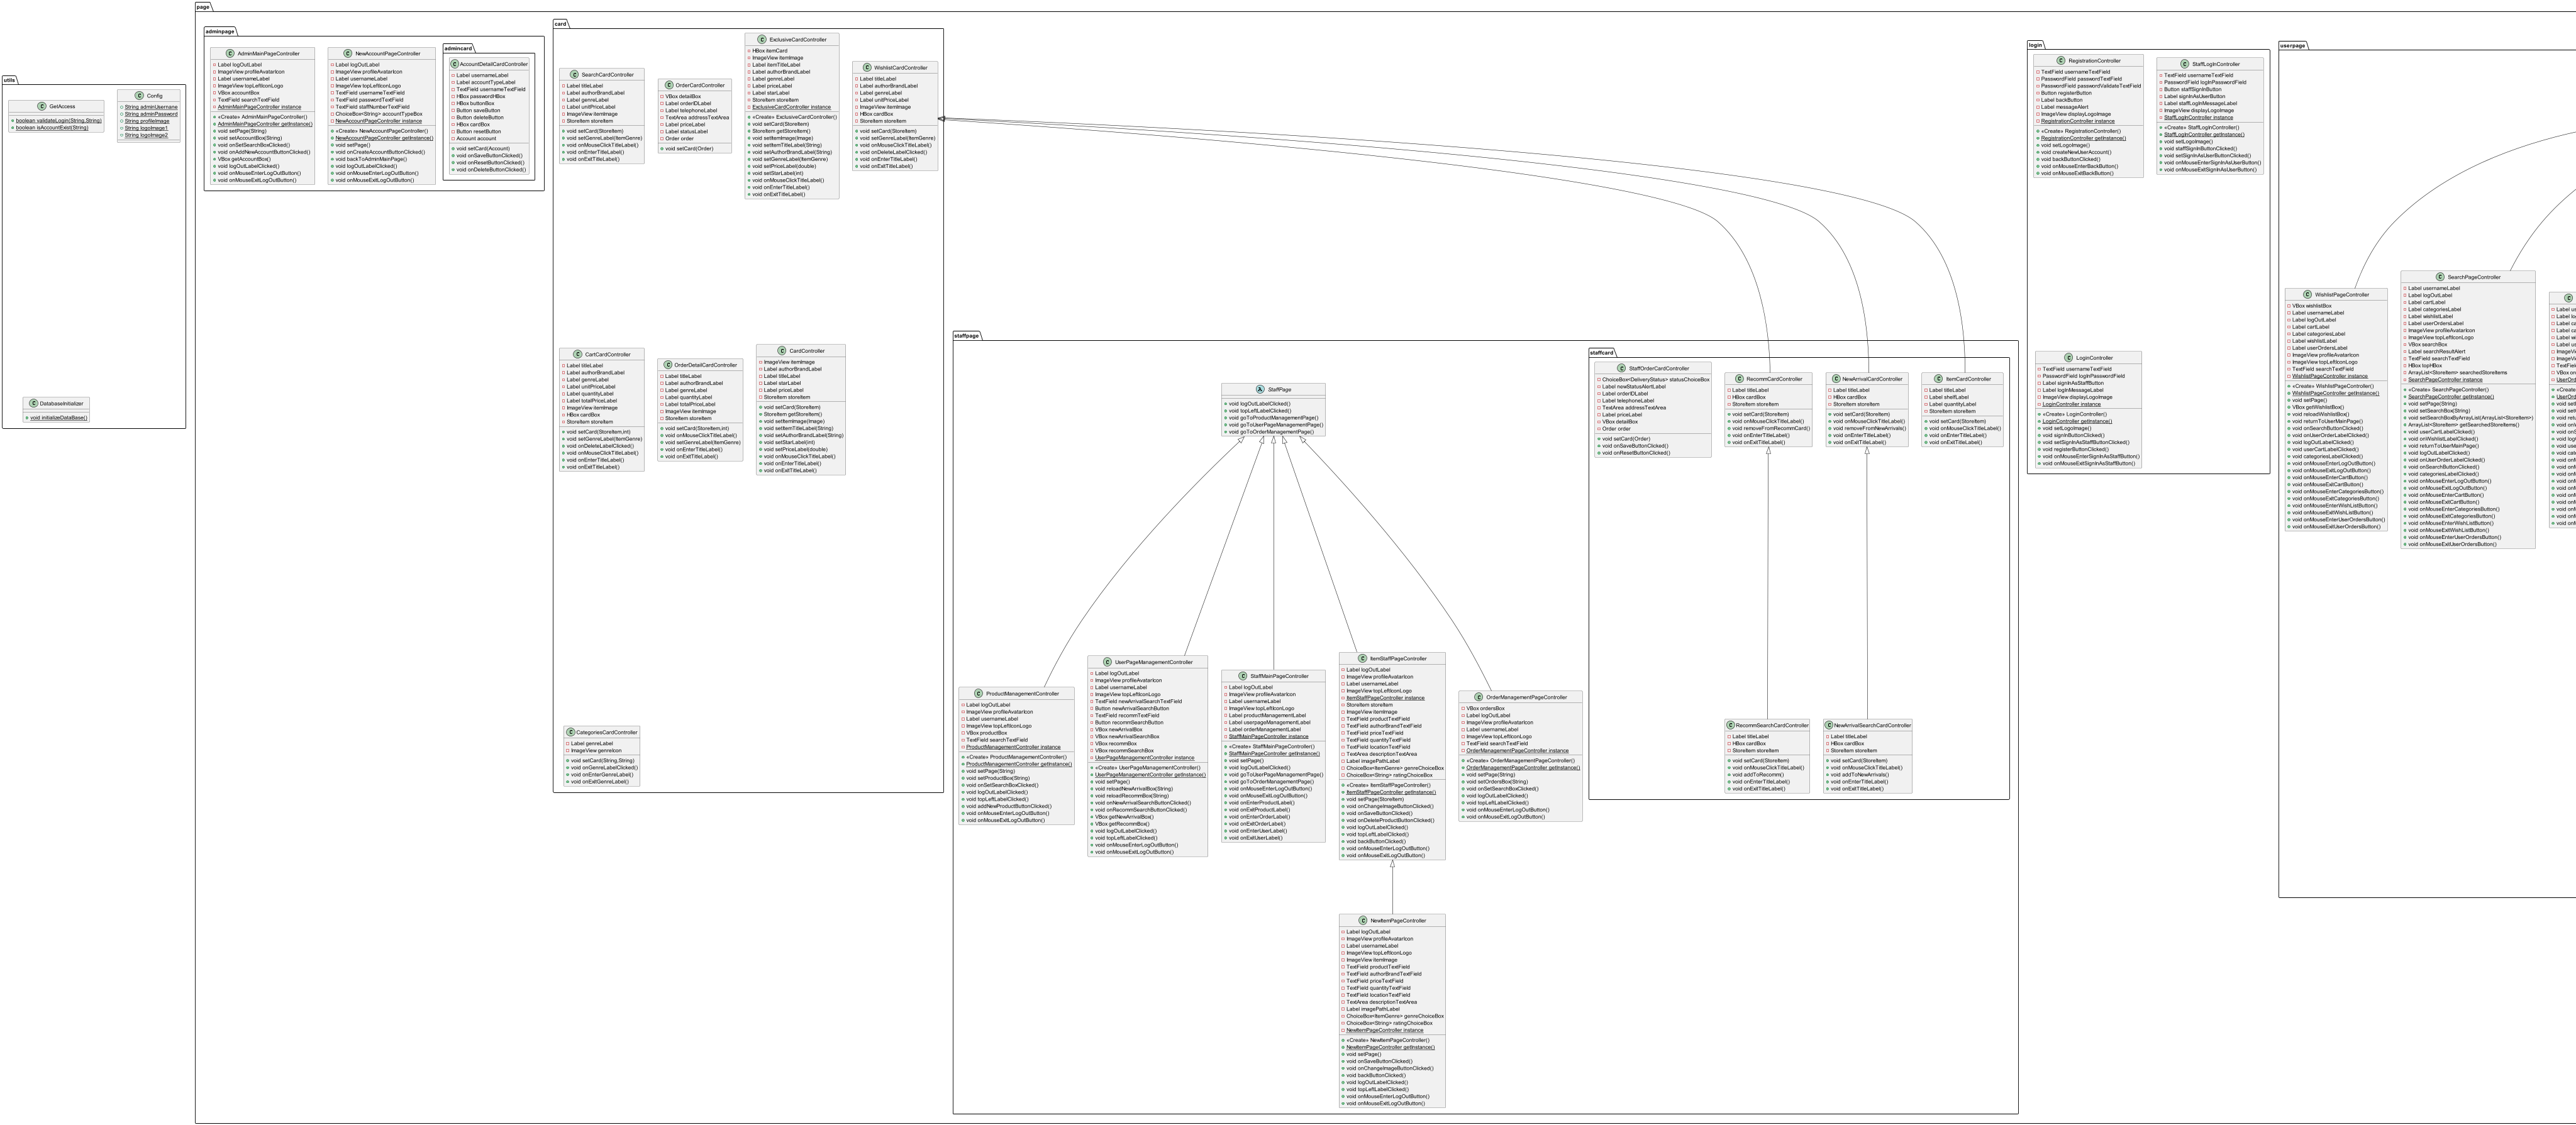 page
utils
GetAccess
boolean validateLogin(String,String)
boolean isAccountExist(String)
Config
String adminUsername
String adminPassword
String profileImage
String logoImage1
String logoImage2
DatabaseInitializer
void initializeDataBase()
adminpage
AdminMainPageController
Label logOutLabel
ImageView profileAvatarIcon
Label usernameLabel
ImageView topLeftIconLogo
VBox accountBox
TextField searchTextField
AdminMainPageController instance
«Create» AdminMainPageController()
AdminMainPageController getInstance()
void setPage(String)
void setAccountBox(String)
void onSetSearchBoxClicked()
void onAddNewAccountButtonClicked()
VBox getAccountBox()
void logOutLabelClicked()
void onMouseEnterLogOutButton()
void onMouseExitLogOutButton()
NewAccountPageController
Label logOutLabel
ImageView profileAvatarIcon
Label usernameLabel
ImageView topLeftIconLogo
TextField usernameTextField
TextField passwordTextField
TextField staffNumberTextField
ChoiceBox<String> accountTypeBox
NewAccountPageController instance
«Create» NewAccountPageController()
NewAccountPageController getInstance()
void setPage()
void onCreateAccountButtonClicked()
void backToAdminMainPage()
void logOutLabelClicked()
void onMouseEnterLogOutButton()
void onMouseExitLogOutButton()
admincard
AccountDetailCardController
Label usernameLabel
Label accountTypeLabel
TextField usernameTextField
HBox passwordHBox
HBox buttonBox
Button saveButton
Button deleteButton
HBox cardBox
Button resetButton
Account account
void setCard(Account)
void onSaveButtonClicked()
void onResetButtonClicked()
void onDeleteButtonClicked()
card
SearchCardController
Label titleLabel
Label authorBrandLabel
Label genreLabel
Label unitPriceLabel
ImageView itemImage
StoreItem storeItem
void setCard(StoreItem)
void setGenreLabel(ItemGenre)
void onMouseClickTitleLabel()
void onEnterTitleLabel()
void onExitTitleLabel()
OrderCardController
VBox detailBox
Label orderIDLabel
Label telephoneLabel
TextArea addressTextArea
Label priceLabel
Label statusLabel
Order order
void setCard(Order)
ExclusiveCardController
HBox itemCard
ImageView itemImage
Label itemTitleLabel
Label authorBrandLabel
Label genreLabel
Label priceLabel
Label starLabel
StoreItem storeItem
ExclusiveCardController instance
«Create» ExclusiveCardController()
void setCard(StoreItem)
StoreItem getStoreItem()
void setItemImage(Image)
void setItemTitleLabel(String)
void setAuthorBrandLabel(String)
void setGenreLabel(ItemGenre)
void setPriceLabel(double)
void setStarLabel(int)
void onMouseClickTitleLabel()
void onEnterTitleLabel()
void onExitTitleLabel()
WishlistCardController
Label titleLabel
Label authorBrandLabel
Label genreLabel
Label unitPriceLabel
ImageView itemImage
HBox cardBox
StoreItem storeItem
void setCard(StoreItem)
void setGenreLabel(ItemGenre)
void onMouseClickTitleLabel()
void onDeleteLabelClicked()
void onEnterTitleLabel()
void onExitTitleLabel()
CartCardController
Label titleLabel
Label authorBrandLabel
Label genreLabel
Label unitPriceLabel
Label quantityLabel
Label totalPriceLabel
ImageView itemImage
HBox cardBox
StoreItem storeItem
void setCard(StoreItem,int)
void setGenreLabel(ItemGenre)
void onDeleteLabelClicked()
void onMouseClickTitleLabel()
void onEnterTitleLabel()
void onExitTitleLabel()
OrderDetailCardController
Label titleLabel
Label authorBrandLabel
Label genreLabel
Label quantityLabel
Label totalPriceLabel
ImageView itemImage
StoreItem storeItem
void setCard(StoreItem,int)
void onMouseClickTitleLabel()
void setGenreLabel(ItemGenre)
void onEnterTitleLabel()
void onExitTitleLabel()
CardController
ImageView itemImage
Label authorBrandLabel
Label titleLabel
Label starLabel
Label priceLabel
StoreItem storeItem
void setCard(StoreItem)
StoreItem getStoreItem()
void setItemImage(Image)
void setItemTitleLabel(String)
void setAuthorBrandLabel(String)
void setStarLabel(int)
void setPriceLabel(double)
void onMouseClickTitleLabel()
void onEnterTitleLabel()
void onExitTitleLabel()
CategoriesCardController
Label genreLabel
ImageView genreIcon
void setCard(String,String)
void onGenreLabelClicked()
void onEnterGenreLabel()
void onExitGenreLabel()
staffpage
StaffPage
void logOutLabelClicked()
void topLeftLabelClicked()
void goToProductManagementPage()
void goToUserPageManagementPage()
void goToOrderManagementPage()
ProductManagementController
Label logOutLabel
ImageView profileAvatarIcon
Label usernameLabel
ImageView topLeftIconLogo
VBox productBox
TextField searchTextField
ProductManagementController instance
«Create» ProductManagementController()
ProductManagementController getInstance()
void setPage(String)
void setProductBox(String)
void onSetSearchBoxClicked()
void logOutLabelClicked()
void topLeftLabelClicked()
void addNewProductButtonClicked()
void onMouseEnterLogOutButton()
void onMouseExitLogOutButton()
UserPageManagementController
Label logOutLabel
ImageView profileAvatarIcon
Label usernameLabel
ImageView topLeftIconLogo
TextField newArrivalSearchTextField
Button newArrivalSearchButton
TextField recommTextField
Button recommSearchButton
VBox newArrivalBox
VBox newArrivalSearchBox
VBox recommBox
VBox recommSearchBox
UserPageManagementController instance
«Create» UserPageManagementController()
UserPageManagementController getInstance()
void setPage()
void reloadNewArrivalBox(String)
void reloadRecommBox(String)
void onNewArrivalSearchButtonClicked()
void onRecommSearchButtonClicked()
VBox getNewArrivalBox()
VBox getRecommBox()
void logOutLabelClicked()
void topLeftLabelClicked()
void onMouseEnterLogOutButton()
void onMouseExitLogOutButton()
StaffMainPageController
Label logOutLabel
ImageView profileAvatarIcon
Label usernameLabel
ImageView topLeftIconLogo
Label productManagementLabel
Label userpageManagementLabel
Label orderManagementLabel
StaffMainPageController instance
«Create» StaffMainPageController()
StaffMainPageController getInstance()
void setPage()
void logOutLabelClicked()
void topLeftLabelClicked()
void goToUserPageManagementPage()
void goToProductManagementPage()
void goToOrderManagementPage()
void onMouseEnterLogOutButton()
void onMouseExitLogOutButton()
void onEnterProductLabel()
void onExitProductLabel()
void onEnterOrderLabel()
void onExitOrderLabel()
void onEnterUserLabel()
void onExitUserLabel()
ItemStaffPageController
Label logOutLabel
ImageView profileAvatarIcon
Label usernameLabel
ImageView topLeftIconLogo
ItemStaffPageController instance
StoreItem storeItem
ImageView itemImage
TextField productTextField
TextField authorBrandTextField
TextField priceTextField
TextField quantityTextField
TextField locationTextField
TextArea descriptionTextArea
Label imagePathLabel
ChoiceBox<ItemGenre> genreChoiceBox
ChoiceBox<String> ratingChoiceBox
«Create» ItemStaffPageController()
ItemStaffPageController getInstance()
void setPage(StoreItem)
void onChangeImageButtonClicked()
void onSaveButtonClicked()
void onDeleteProductButtonClicked()
void logOutLabelClicked()
void topLeftLabelClicked()
void backButtonClicked()
void onMouseEnterLogOutButton()
void onMouseExitLogOutButton()
OrderManagementPageController
VBox ordersBox
Label logOutLabel
ImageView profileAvatarIcon
Label usernameLabel
ImageView topLeftIconLogo
TextField searchTextField
OrderManagementPageController instance
«Create» OrderManagementPageController()
OrderManagementPageController getInstance()
void setPage(String)
void setOrdersBox(String)
void onSetSearchBoxClicked()
void logOutLabelClicked()
void topLeftLabelClicked()
void onMouseEnterLogOutButton()
void onMouseExitLogOutButton()
NewItemPageController
Label logOutLabel
ImageView profileAvatarIcon
Label usernameLabel
ImageView topLeftIconLogo
ImageView itemImage
TextField productTextField
TextField authorBrandTextField
TextField priceTextField
TextField quantityTextField
TextField locationTextField
TextArea descriptionTextArea
Label imagePathLabel
ChoiceBox<ItemGenre> genreChoiceBox
ChoiceBox<String> ratingChoiceBox
NewItemPageController instance
«Create» NewItemPageController()
NewItemPageController getInstance()
void setPage()
void onSaveButtonClicked()
void onChangeImageButtonClicked()
void backButtonClicked()
void logOutLabelClicked()
void topLeftLabelClicked()
void onMouseEnterLogOutButton()
void onMouseExitLogOutButton()
staffcard
StaffOrderCardController
ChoiceBox<DeliveryStatus> statusChoiceBox
Label newStatusAlertLabel
Label orderIDLabel
Label telephoneLabel
TextArea addressTextArea
Label priceLabel
VBox detailBox
Order order
void setCard(Order)
void onSaveButtonClicked()
void onResetButtonClicked()
RecommCardController
Label titleLabel
HBox cardBox
StoreItem storeItem
void setCard(StoreItem)
void onMouseClickTitleLabel()
void removeFromRecommCard()
void onEnterTitleLabel()
void onExitTitleLabel()
NewArrivalCardController
Label titleLabel
HBox cardBox
StoreItem storeItem
void setCard(StoreItem)
void onMouseClickTitleLabel()
void removeFromNewArrivals()
void onEnterTitleLabel()
void onExitTitleLabel()
ItemCardController
Label titleLabel
Label shelfLabel
Label quantityLabel
StoreItem storeItem
void setCard(StoreItem)
void onMouseClickTitleLabel()
void onEnterTitleLabel()
void onExitTitleLabel()
RecommSearchCardController
Label titleLabel
HBox cardBox
StoreItem storeItem
void setCard(StoreItem)
void onMouseClickTitleLabel()
void addToRecomm()
void onEnterTitleLabel()
void onExitTitleLabel()
NewArrivalSearchCardController
Label titleLabel
HBox cardBox
StoreItem storeItem
void setCard(StoreItem)
void onMouseClickTitleLabel()
void addToNewArrivals()
void onEnterTitleLabel()
void onExitTitleLabel()
login
RegistrationController
TextField usernameTextField
PasswordField passwordTextField
PasswordField passwordValidateTextField
Button registerButton
Label backButton
Label messageAlert
ImageView displayLogoImage
RegistrationController instance
«Create» RegistrationController()
RegistrationController getInstance()
void setLogoImage()
void createNewUserAccount()
void backButtonClicked()
void onMouseEnterBackButton()
void onMouseExitBackButton()
StaffLogInController
TextField usernameTextField
PasswordField logInPasswordField
Button staffSignInButton
Label signInAsUserButton
Label staffLogInMessageLabel
ImageView displayLogoImage
StaffLogInController instance
«Create» StaffLogInController()
StaffLogInController getInstance()
void setLogoImage()
void staffSignInButtonClicked()
void setSignInAsUserButtonClicked()
void onMouseEnterSignInAsUserButton()
void onMouseExitSignInAsUserButton()
LoginController
TextField usernameTextField
PasswordField logInPasswordField
Label signInAsStaffButton
Label logInMessageLabel
ImageView displayLogoImage
LoginController instance
«Create» LoginController()
LoginController getInstance()
void setLogoImage()
void signInButtonClicked()
void setSignInAsStaffButtonClicked()
void registerButtonClicked()
void onMouseEnterSignInAsStaffButton()
void onMouseExitSignInAsStaffButton()
userpage
WishlistPageController
VBox wishlistBox
Label usernameLabel
Label logOutLabel
Label cartLabel
Label categoriesLabel
Label wishlistLabel
Label userOrdersLabel
ImageView profileAvatarIcon
ImageView topLeftIconLogo
TextField searchTextField
WishlistPageController instance
«Create» WishlistPageController()
WishlistPageController getInstance()
void setPage()
VBox getWishlistBox()
void reloadWishlistBox()
void returnToUserMainPage()
void onSearchButtonClicked()
void onUserOrderLabelClicked()
void logOutLabelClicked()
void userCartLabelClicked()
void categoriesLabelClicked()
void onMouseEnterLogOutButton()
void onMouseExitLogOutButton()
void onMouseEnterCartButton()
void onMouseExitCartButton()
void onMouseEnterCategoriesButton()
void onMouseExitCategoriesButton()
void onMouseEnterWishListButton()
void onMouseExitWishListButton()
void onMouseEnterUserOrdersButton()
void onMouseExitUserOrdersButton()
SearchPageController
Label usernameLabel
Label logOutLabel
Label cartLabel
Label categoriesLabel
Label wishlistLabel
Label userOrdersLabel
ImageView profileAvatarIcon
ImageView topLeftIconLogo
VBox searchBox
Label searchResultAlert
TextField searchTextField
HBox topHBox
ArrayList<StoreItem> searchedStoreItems
SearchPageController instance
«Create» SearchPageController()
SearchPageController getInstance()
void setPage(String)
void setSearchBox(String)
void setSearchBoxByArrayList(ArrayList<StoreItem>)
ArrayList<StoreItem> getSearchedStoreItems()
void userCartLabelClicked()
void onWishlistLabelClicked()
void returnToUserMainPage()
void logOutLabelClicked()
void onUserOrderLabelClicked()
void onSearchButtonClicked()
void categoriesLabelClicked()
void onMouseEnterLogOutButton()
void onMouseExitLogOutButton()
void onMouseEnterCartButton()
void onMouseExitCartButton()
void onMouseEnterCategoriesButton()
void onMouseExitCategoriesButton()
void onMouseEnterWishListButton()
void onMouseExitWishListButton()
void onMouseEnterUserOrdersButton()
void onMouseExitUserOrdersButton()